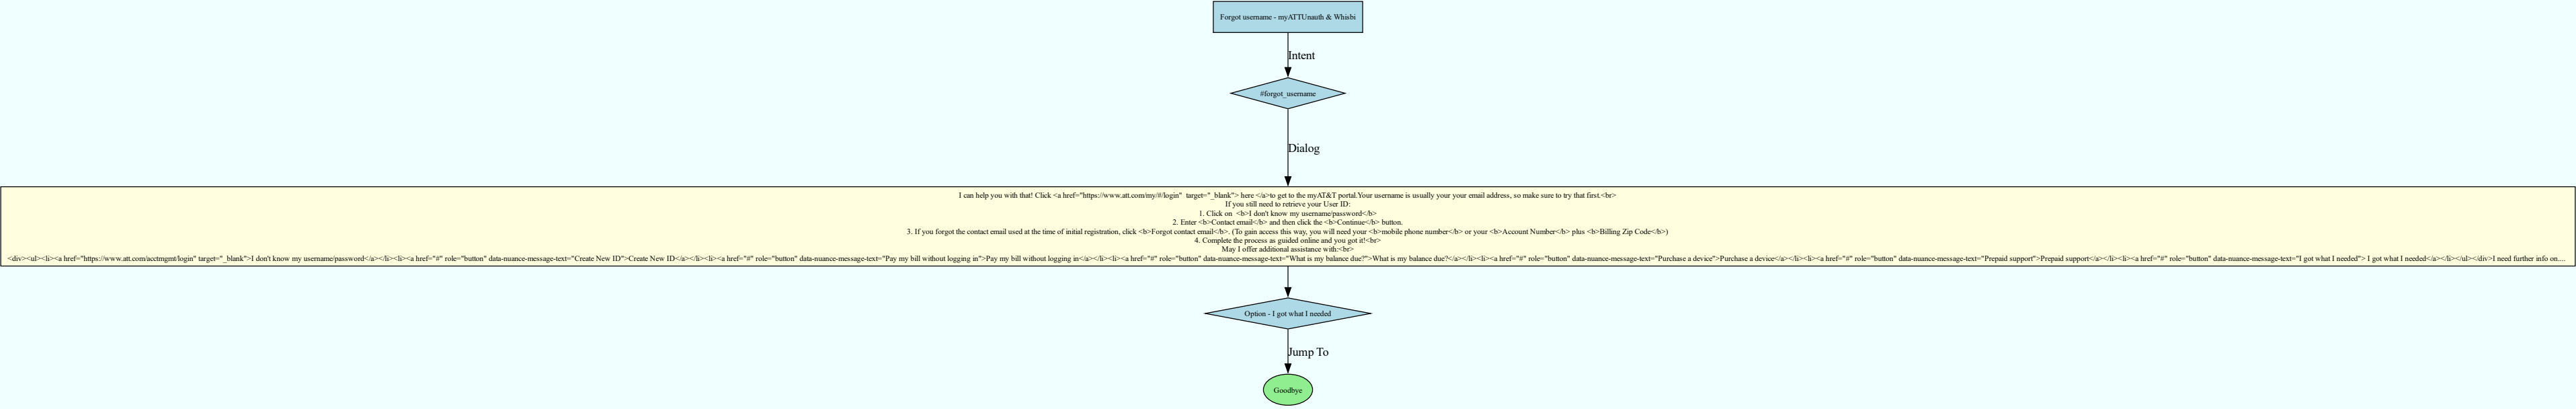 Forgot username - myATTUnauth & Whisbi
Intent
#forgot_username
Dialog
I can help you with that! Click <a href="https://www.att.com/my/#/login"  target="_blank"> here </a>to get to the myAT&T portal.Your username is usually your your email address, so make sure to try that first.<br>
If you still need to retrieve your User ID:
1. Click on  <b>I don't know my username/password</b>
2. Enter <b>Contact email</b> and then click the <b>Continue</b> button.
3. If you forgot the contact email used at the time of initial registration, click <b>Forgot contact email</b>. (To gain access this way, you will need your <b>mobile phone number</b> or your <b>Account Number</b> plus <b>Billing Zip Code</b>)
4. Complete the process as guided online and you got it!<br>
May I offer additional assistance with:<br>
<div><ul><li><a href="https://www.att.com/acctmgmt/login" target="_blank">I don't know my username/password</a></li><li><a href="#" role="button" data-nuance-message-text="Create New ID">Create New ID</a></li><li><a href="#" role="button" data-nuance-message-text="Pay my bill without logging in">Pay my bill without logging in</a></li><li><a href="#" role="button" data-nuance-message-text="What is my balance due?">What is my balance due?</a></li><li><a href="#" role="button" data-nuance-message-text="Purchase a device">Purchase a device</a></li><li><a href="#" role="button" data-nuance-message-text="Prepaid support">Prepaid support</a></li><li><a href="#" role="button" data-nuance-message-text="I got what I needed"> I got what I needed</a></li></ul></div>I need further info on....
Option - I got what I needed
Jump To
Goodbye